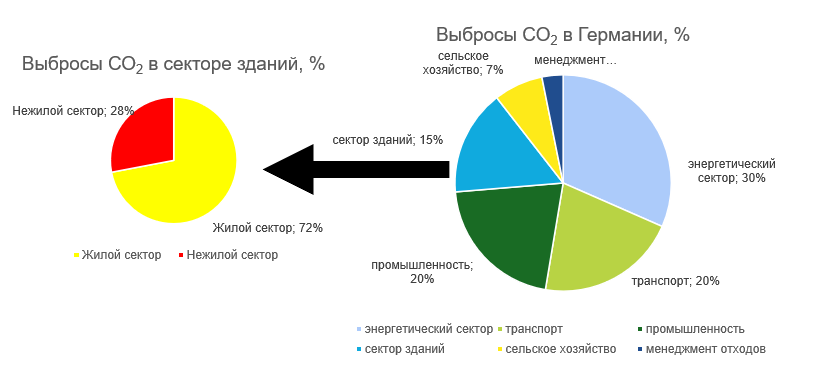 Выбросы CO2 в секторе зданий, %
Нежилой сектор; 28%
Жилой сектор; 72%
Жилой сектор
Нежилой сектор
Выбросы CO2 в Германии, %
сельское
хозяйство; 7%
менеджмент…
сектор зданий; 15%
энергетический
сектор; 30%
промышленность;
20%
транспорт; 20%
энергетический сектор
транспорт
промышленность
сектор зданий
сельское хозяйство
менеджмент отходов